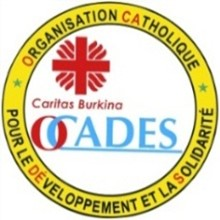 ORGANISATION CATHOLIQUE
Caritas Burkina
OCADES
POUR LE DÉVELOPPEMENT ET LA SOLIDARITÉ